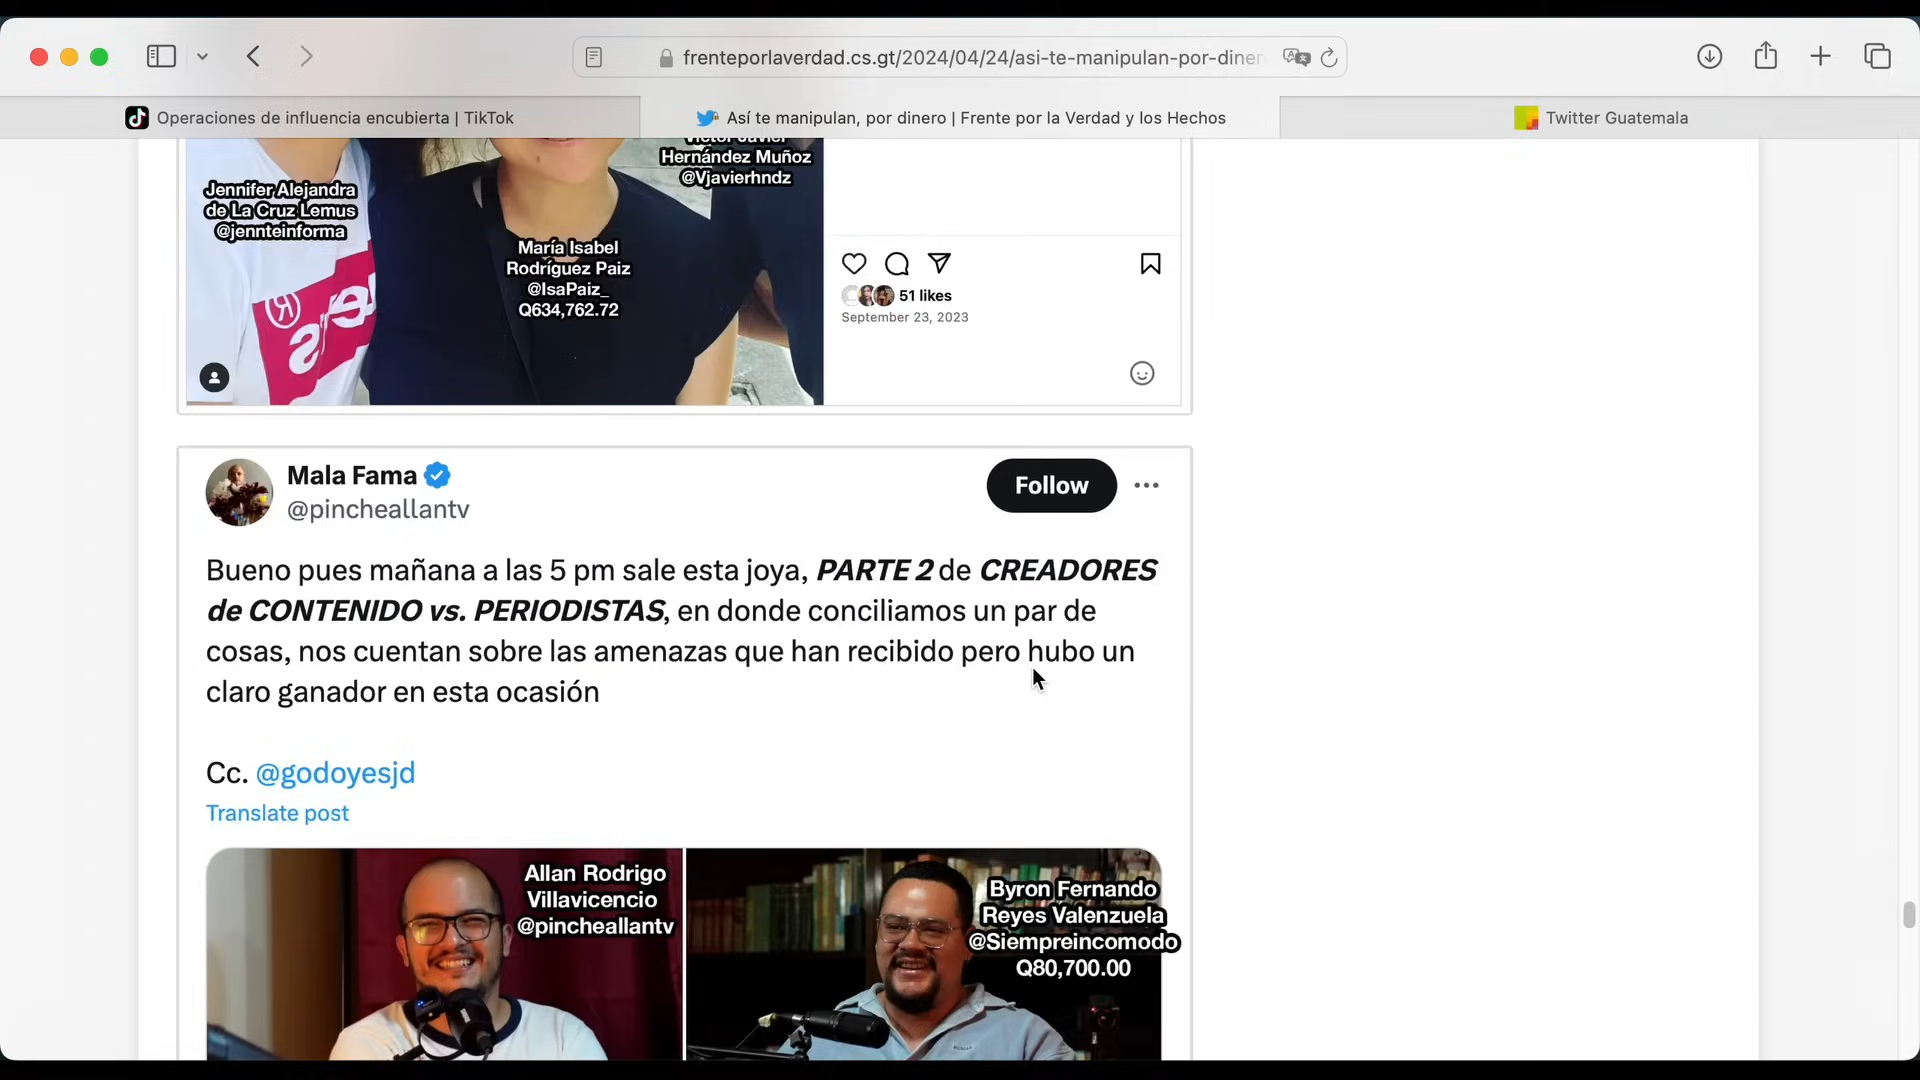 frenteporlaverdad.cs.gt/2024/04/24/asi-te-manipulan-por-diner
Operaciones de influencia encubierta | TikTok
Así te manipulan, por dinero | Frente por la Verdad y los Hechos
Twitter Guatemala
Victor Javier
Hernández Muñoz
@Vjavierhndz
Jennifer Alejandra
de La Cruz Lemus
@jennteinforma
María Isabel
Rodríguez Paiz
@IsaPaiz_
Q634,762.72
51 likes
September 23, 2023
Mala Fama
@pincheallantv
Follow
Bueno pues mañana a las 5 pm sale esta joya, PARTE 2 de CREADORES
de CONTENIDO vs. PERIODISTAS, en donde conciliamos un par de
cosas, nos cuentan sobre las amenazas que han recibido pero hubo un
claro ganador en esta ocasión
Cc. @godoyesjd
Translate post
Allan Rodrigo
Villavicencio
@pincheallantv
Byron Fernando
Reyes Valenzuela
@Siempreincomodo
Q80,700.00